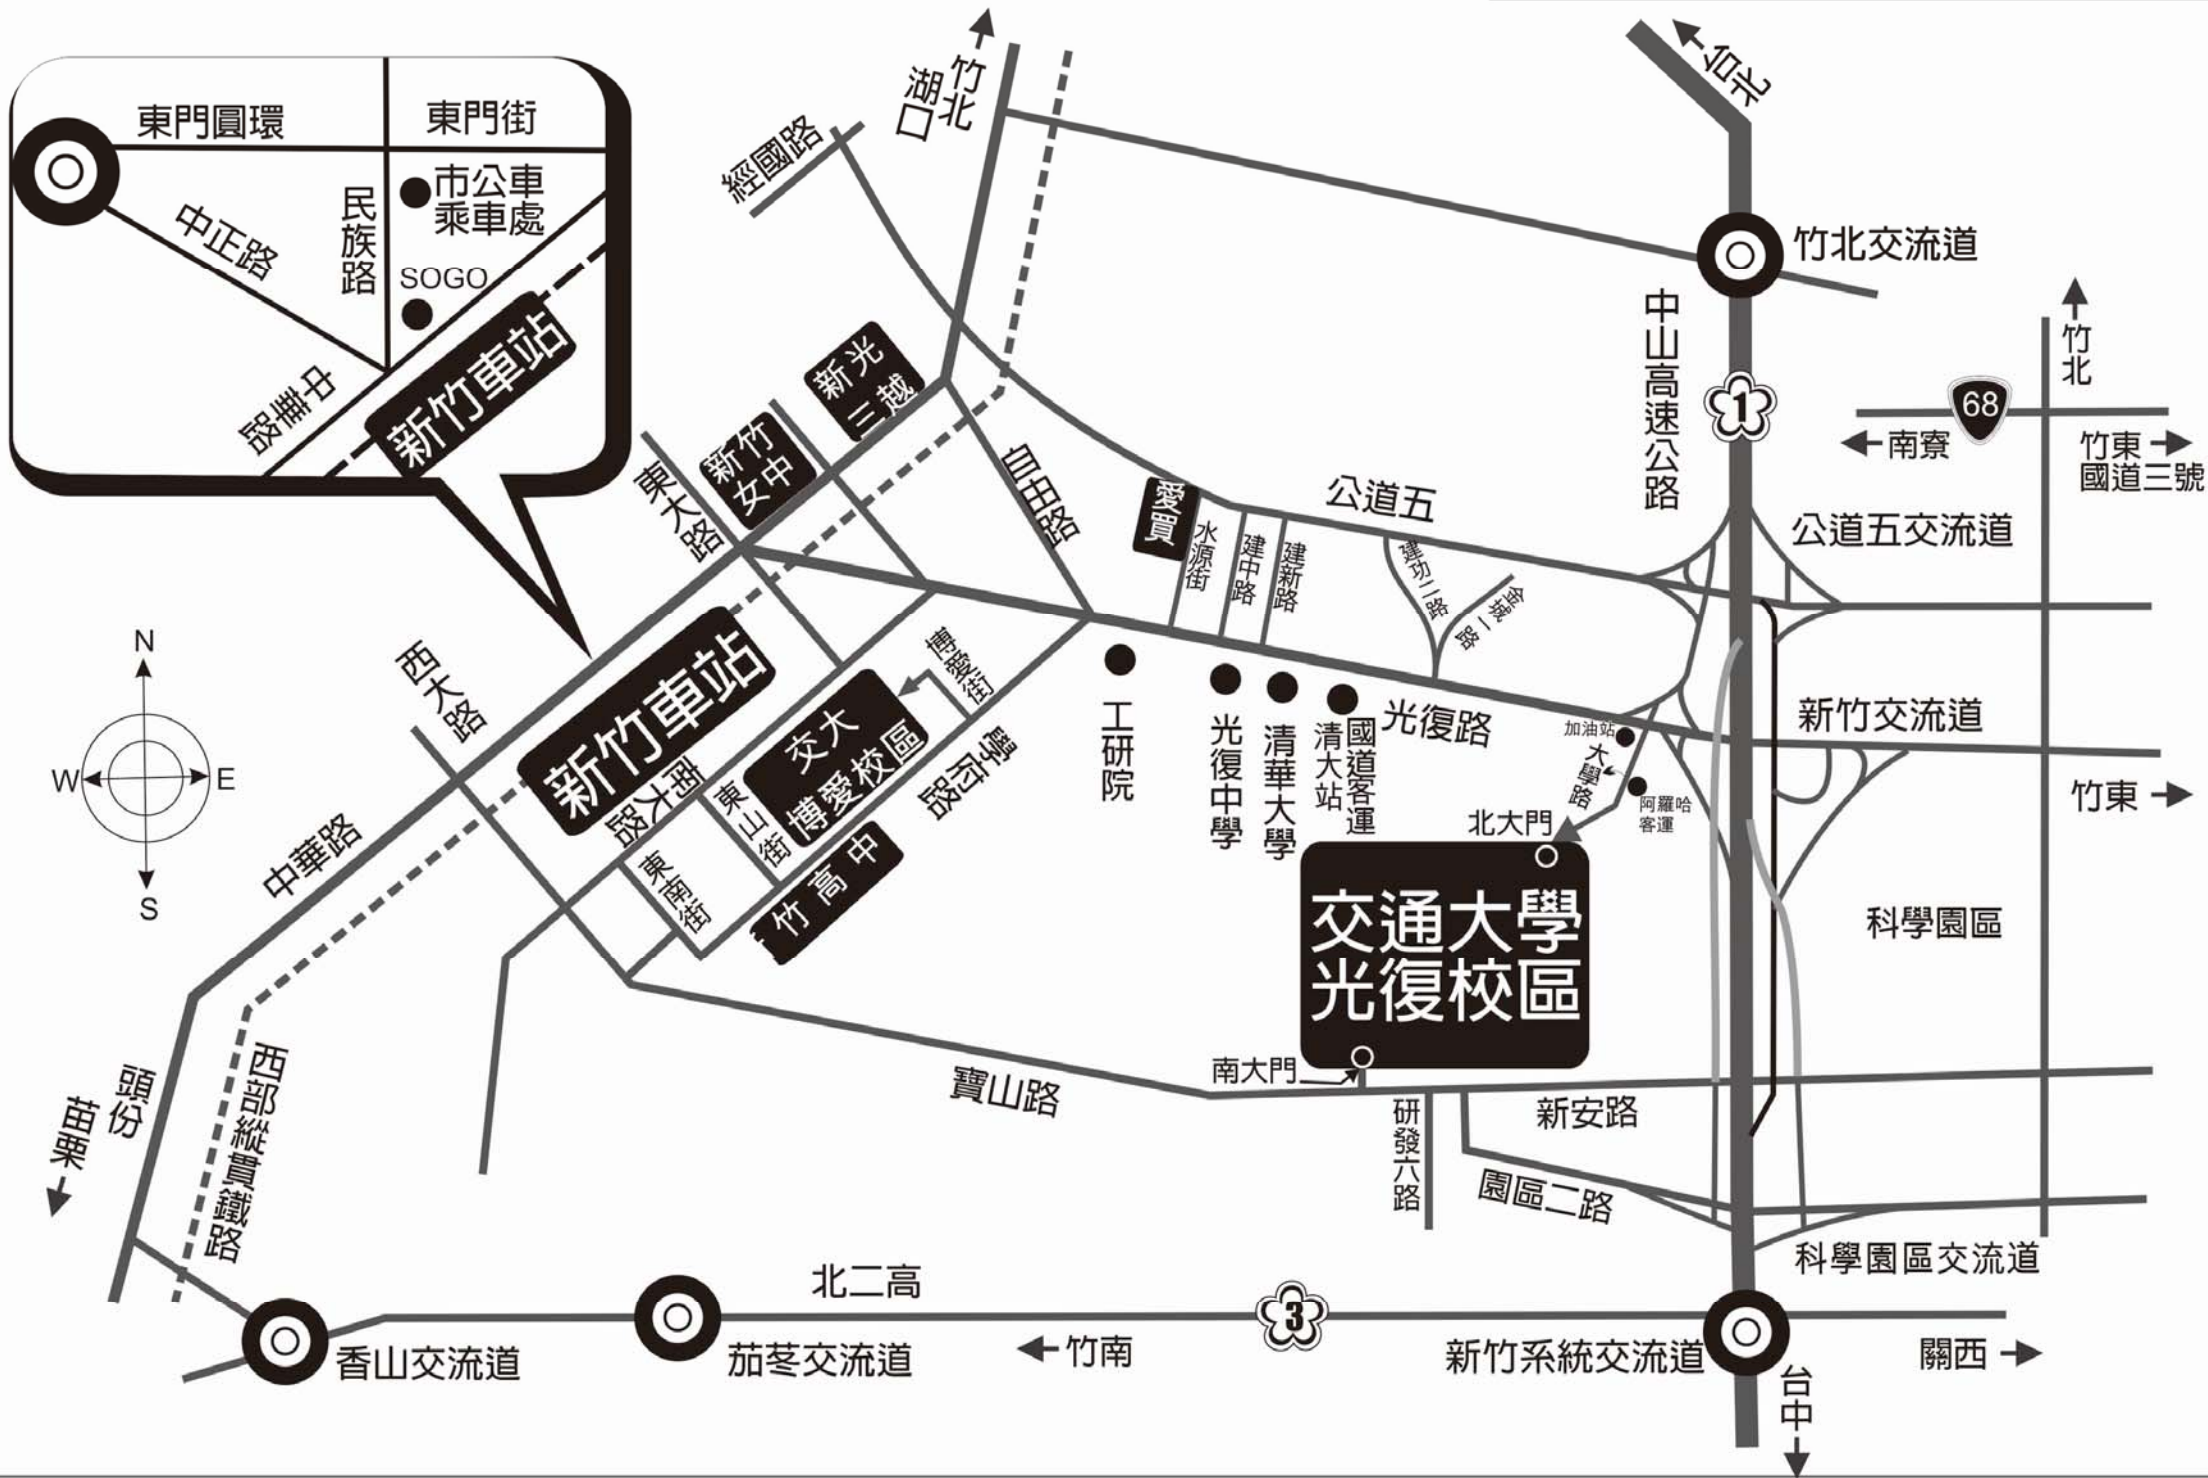 東門圓環
東門街
市公車
乘車處
民族路
中正路
SOGO
中華路
新竹車站
湖口
竹北
經國路
台北
竹北交流道
中山高速公路
1
竹北
68
南寮
竹東
國道三號
公道五交流道
新光
三越
新竹
女中
東大路
自由路
愛買
水源街
建中路
建新路
公道五
建功二路
金城一路
N
W
E
S
西大路
新竹車站
博愛街
交大
博愛校區
學府路
南大路
東山街
東南街
竹高中
工研院
光復中學
清華大學
國道客運
清大站
光復路
加油站
大學路
阿羅哈
客運
北大門
新竹交流道
竹東
科學園區
交通大學
光復校區
南大門
中華路
頭份
苗栗
西部縱貫鐵路
寶山路
研發六路
新安路
園區二路
科學園區交流道
北二高
3
香山交流道
茄苳交流道
竹南
新竹系統交流道
關西
台中